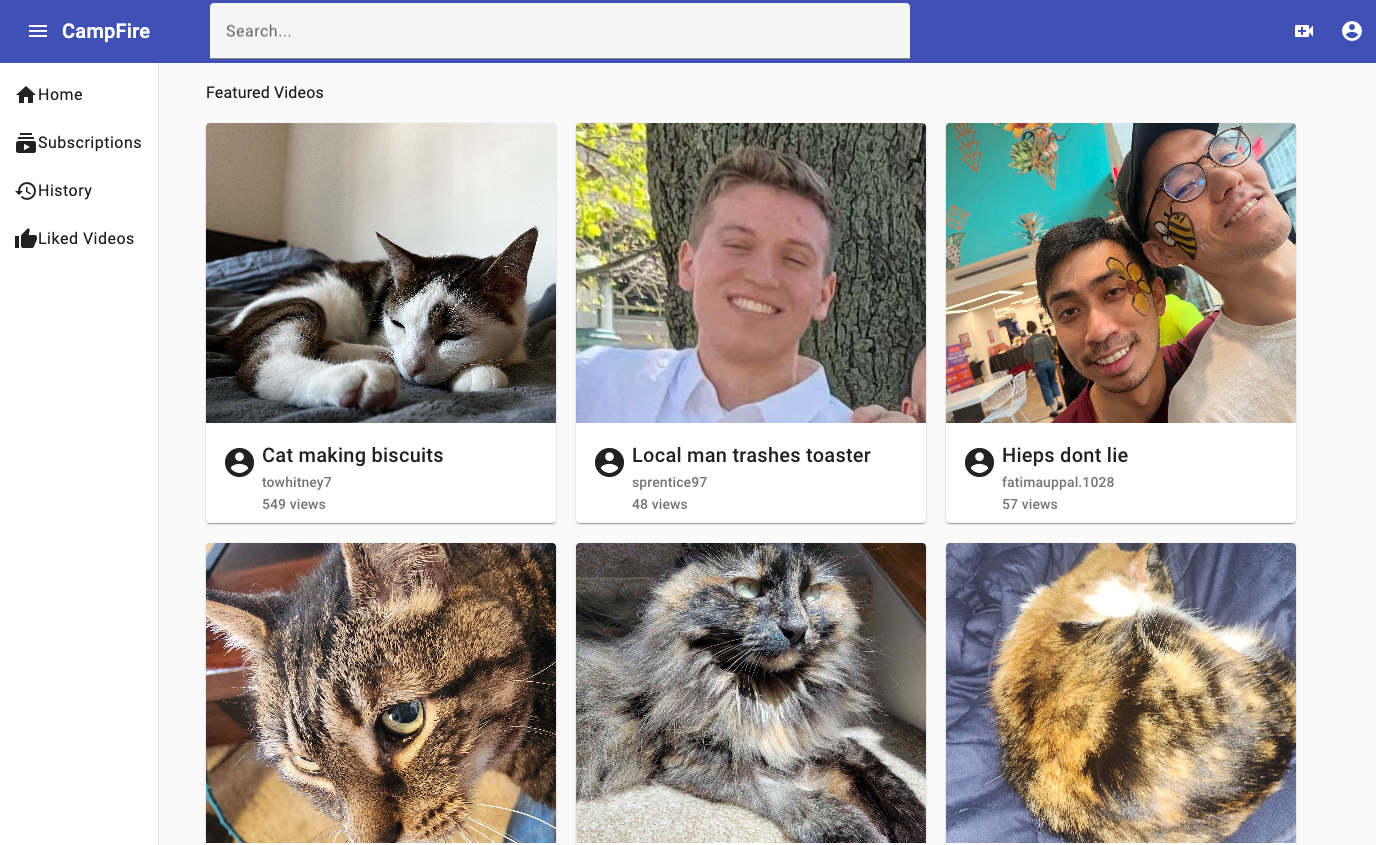 CampFire
Search...
Home
Subscriptions
History
Liked Videos
Featured Videos
Cat making biscuits
towhitney7
549 views
Local man trashes toaster
sprentice97
48 views
Hieps dont lie
fatimauppal.1028
57 views